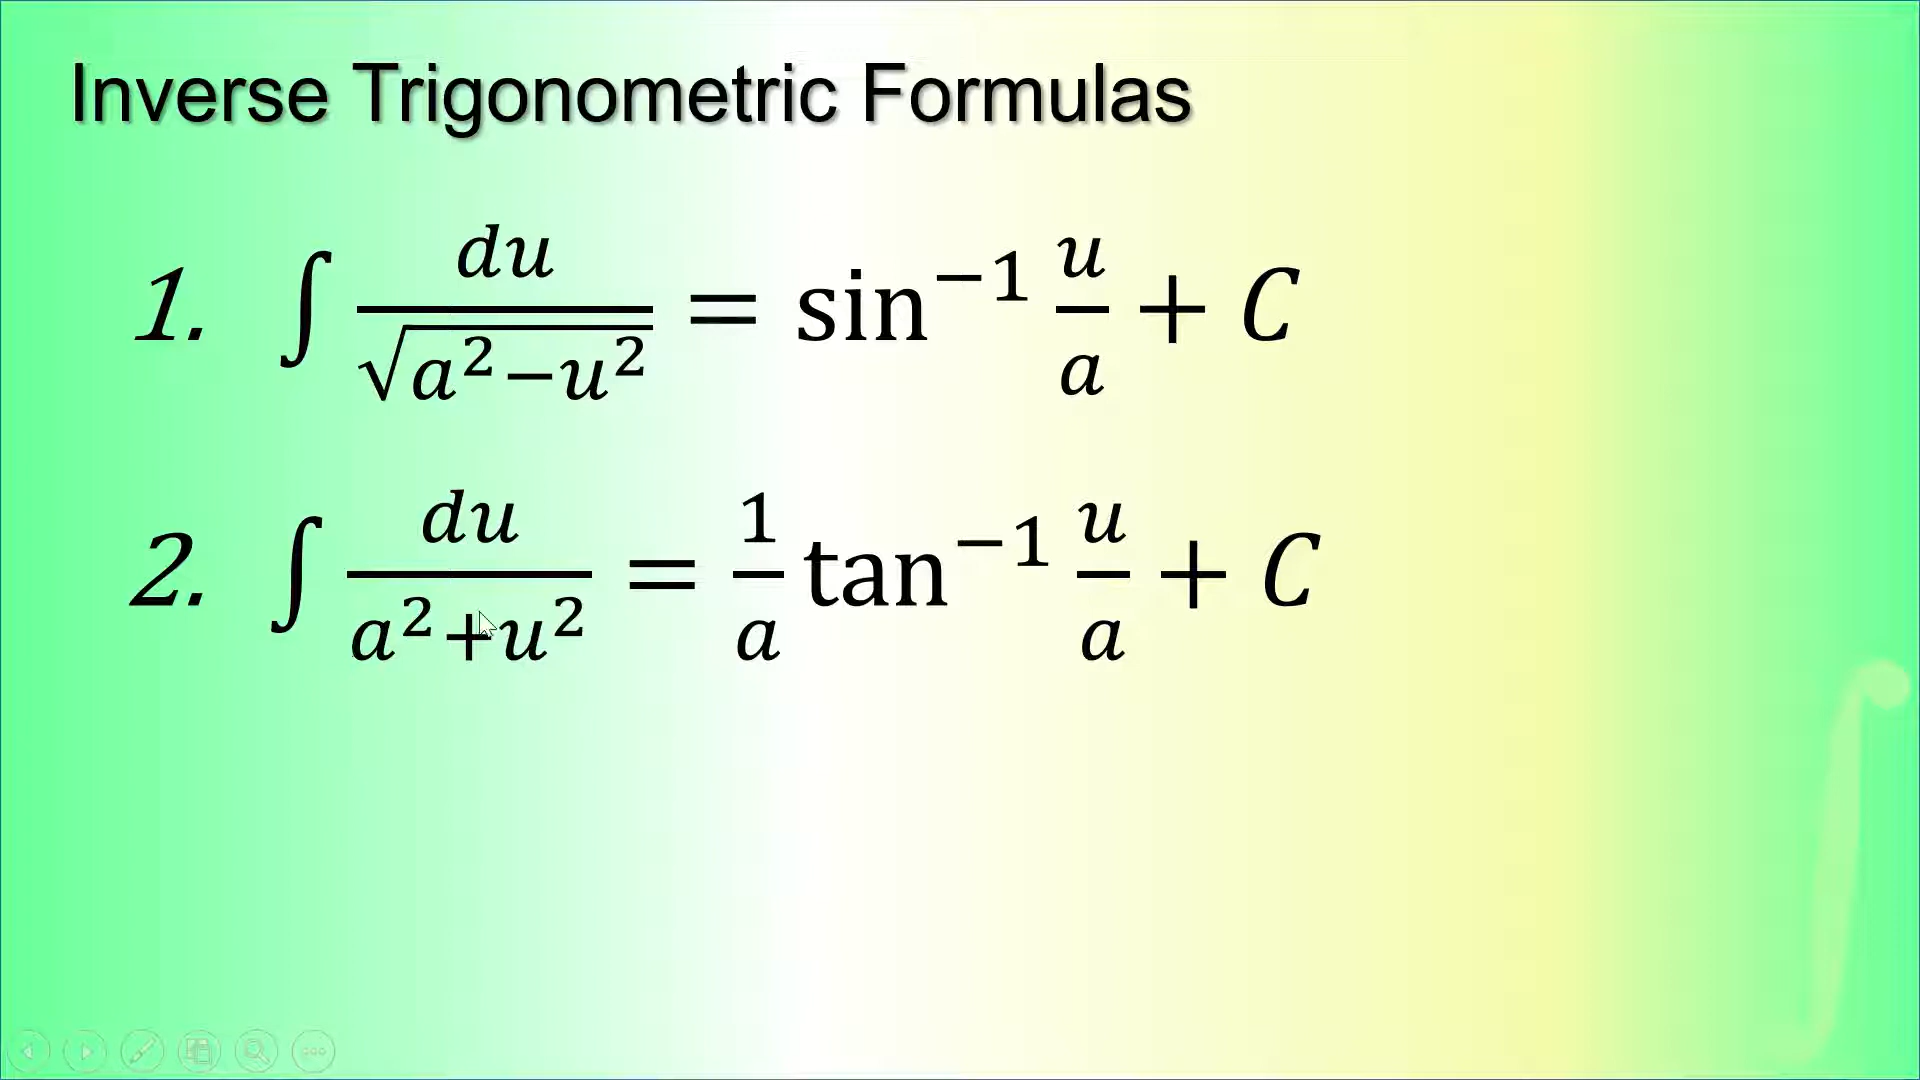 Inverse Trigonometric Formulas
1. ∫ du/√(a²−u²) = sin⁻¹ u/a + C
2. ∫ du/(a²+u²) = 1/a tan⁻¹ u/a + C